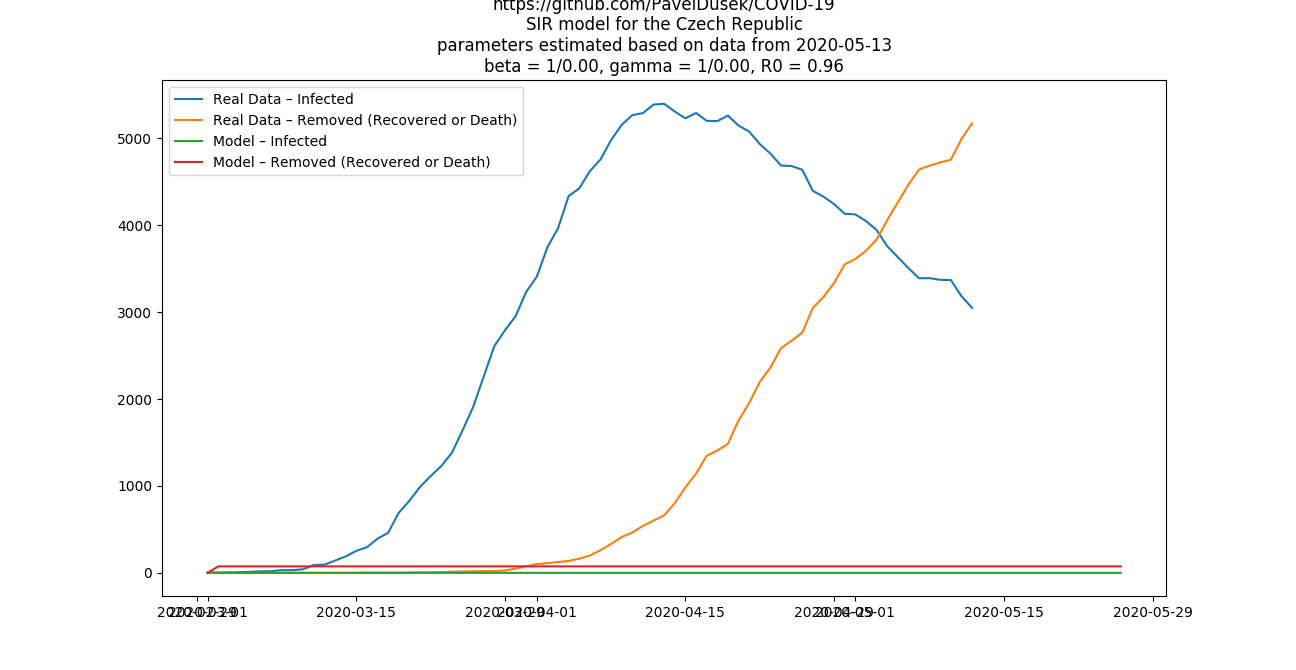 https://github.com/PavelDusek/COVID-19
SIR model for the Czech Republic
parameters estimated based on data from 2020-05-13
beta = 1/0.00, gamma = 1/0.00, R0 = 0.96
Real Data – Infected
Real Data – Removed (Recovered or Death)
Model – Infected
Model – Removed (Recovered or Death)
5000
4000
3000
2000
1000
0
2020-03-15
2020-04-15
2020-05-15
2020-05-29